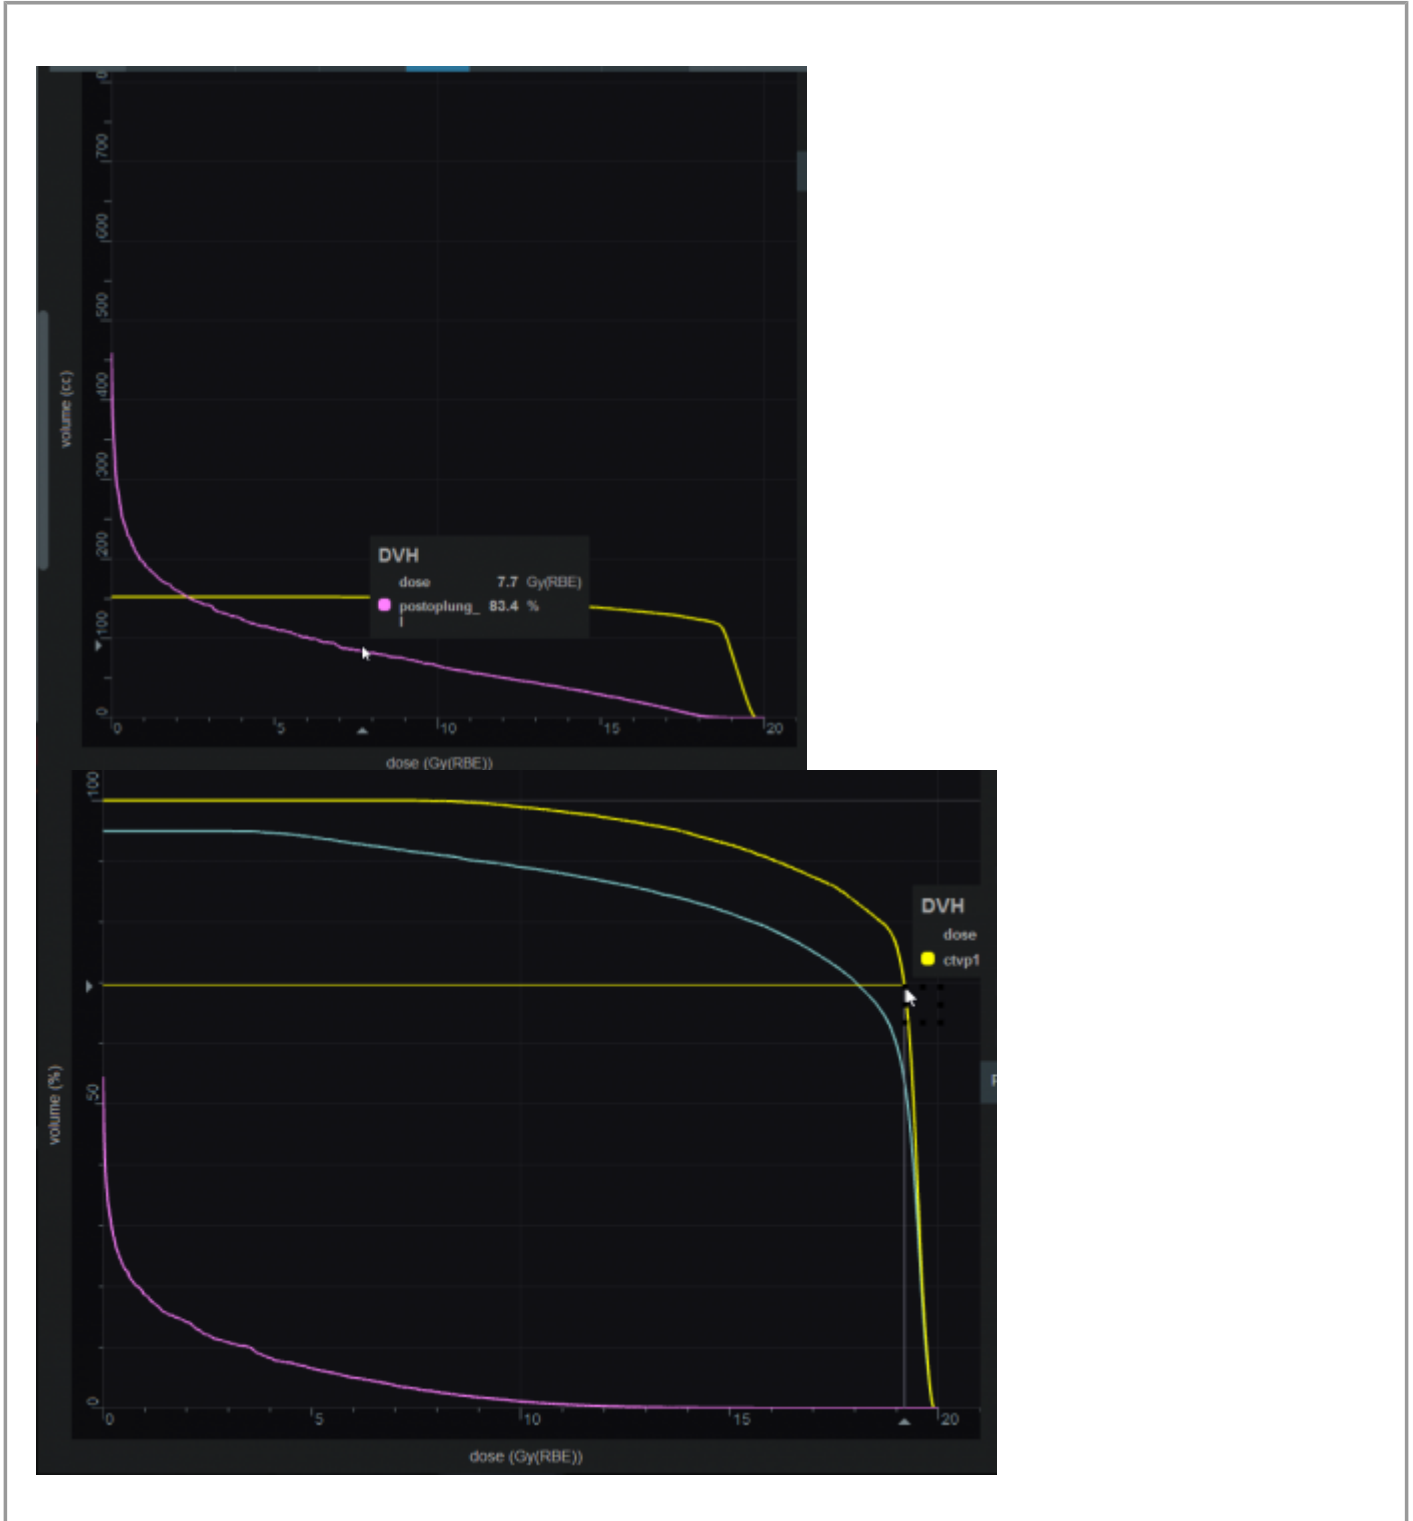 700
600
500
400
300
200
100
0
volume (cc)
DVH
dose 7.7 Gy(RBE)
postoplung_ 83.4 %
l
0 5 10 15 20
dose (Gy(RBE))
100
50
0
volume (%)
DVH
dose
ctvp1
0 5 10 15 20
dose (Gy(RBE))